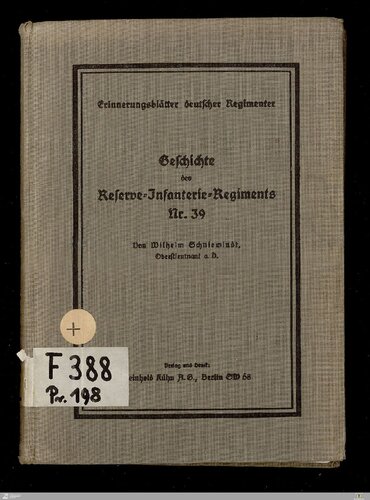 Erinnerungsblätter deutscher Regimenter
Geschichte
des
Reserve-Infanterie-Regiments
Nr. 39
Von Wilhelm Schniewindt,
Oberstleutnant a. D.
Verlag und Druck:
einhold Kühn A. G., Berlin SW 68
+
F 388
Pr. 198